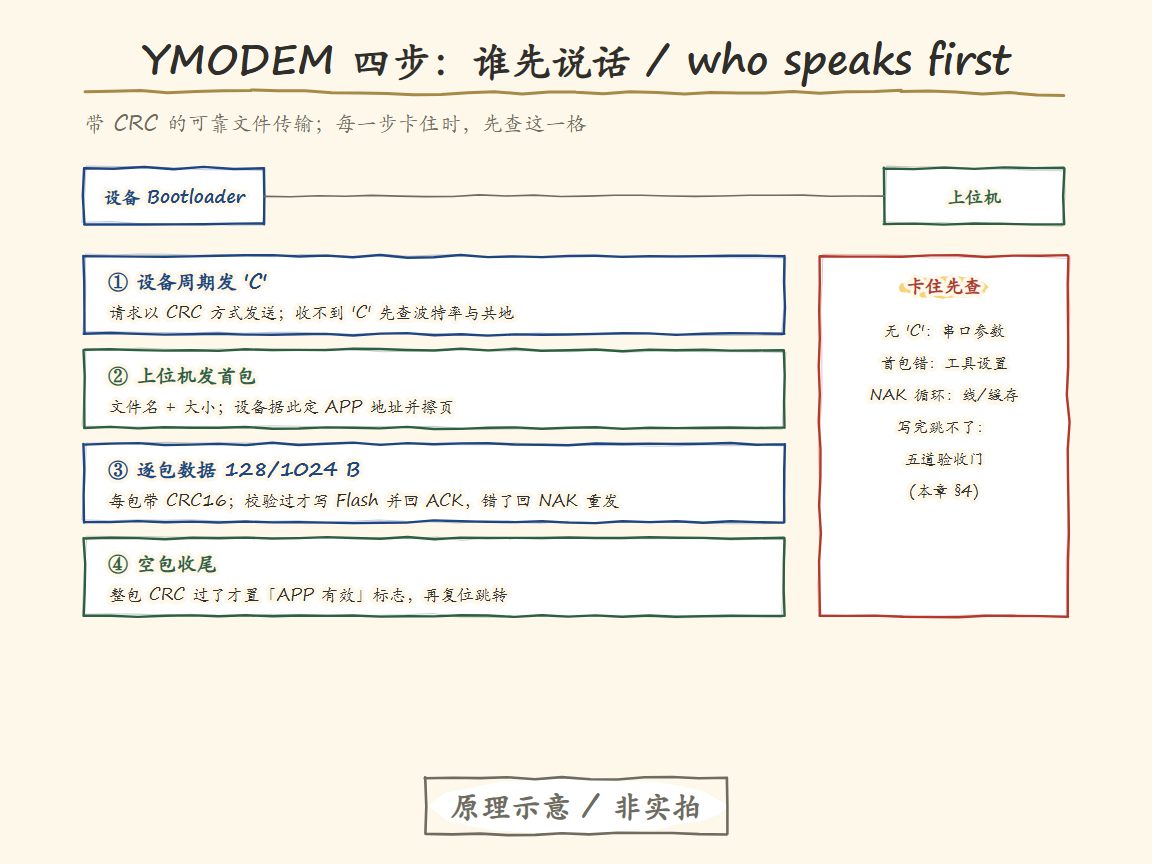 YMODEM 四步：谁先说话 / who speaks first
带 CRC 的可靠文件传输；每一步卡住时，先查这一格
设备 Bootloader
上位机
① 设备周期发 'C'
请求以 CRC 方式发送；收不到 'C' 先查波特率与共地
② 上位机发首包
文件名 + 大小；设备据此定 APP 地址并擦页
③ 逐包数据 128/1024 B
每包带 CRC16；校验过才写 Flash 并回 ACK，错了回 NAK 重发
④ 空包收尾
整包 CRC 过了才置「APP 有效」标志，再复位跳转
卡住先查
无 'C'：串口参数
首包错：工具设置
NAK 循环：线/缓存
写完跳不了：
五道验收门
(本章 §4)
原理示意 / 非实拍